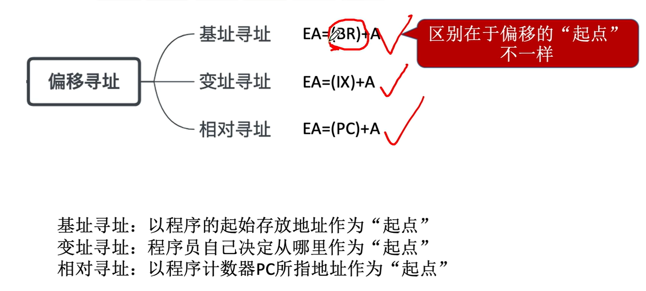 基址寻址 EA=(BR)+A
区别在于偏移的“起点”
不一样
偏移寻址
变址寻址 EA=(IX)+A
相对寻址 EA=(PC)+A
基址寻址：以程序的起始存放地址作为“起点”
变址寻址：程序员自己决定从哪里作为“起点”
相对寻址：以程序计数器PC所指地址作为“起点”